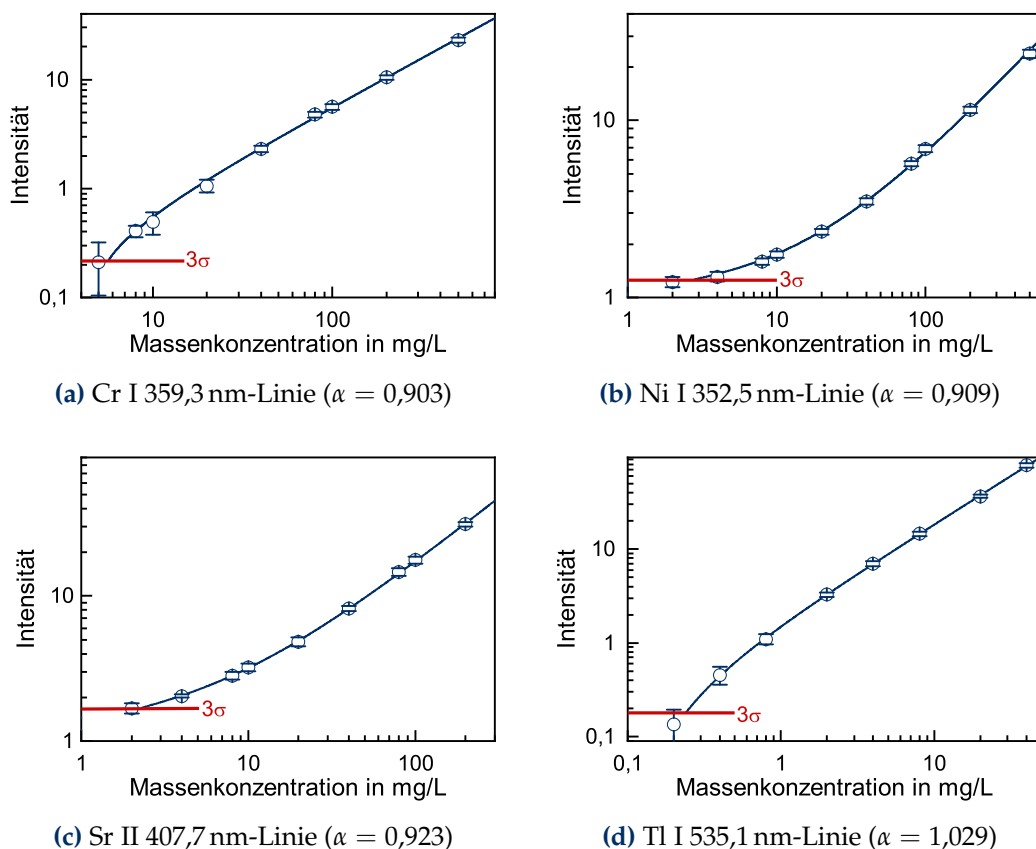 Intensität
10
1
0,1
3σ
10
100
Massenkonzentration in mg/L
(a) Cr I 359,3 nm-Linie (α = 0,903)
Intensität
10
1
3σ
1
10
100
Massenkonzentration in mg/L
(b) Ni I 352,5 nm-Linie (α = 0,909)
Intensität
10
1
3σ
1
10
100
Massenkonzentration in mg/L
(c) Sr II 407,7 nm-Linie (α = 0,923)
Intensität
10
1
0,1
3σ
0,1
1
10
Massenkonzentration in mg/L
(d) Tl I 535,1 nm-Linie (α = 1,029)